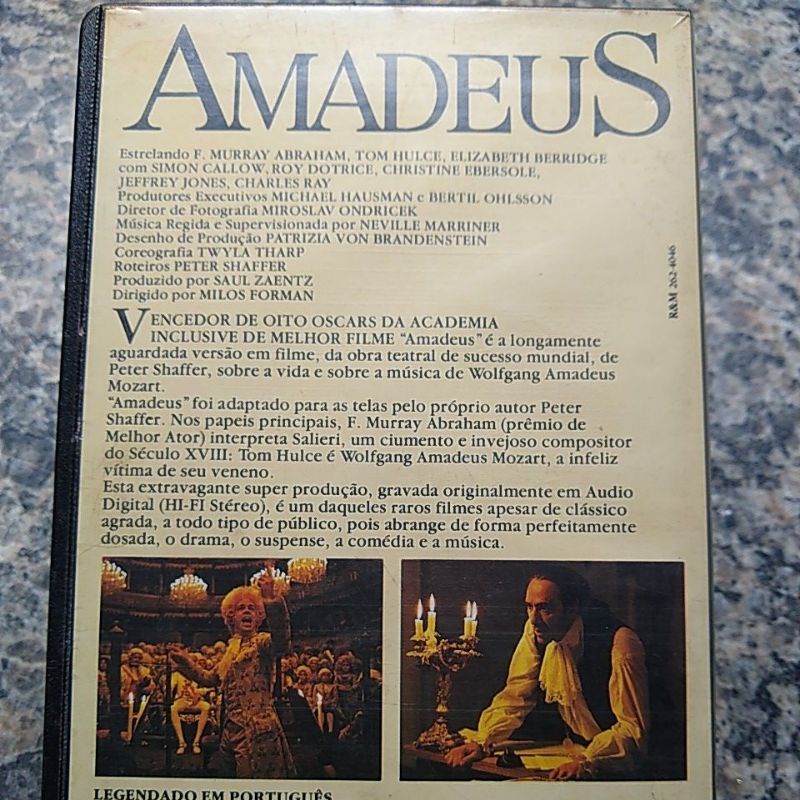 AMADEUS
Estrelando F. MURRAY ABRAHAM, TOM HULCE, ELIZABETH BERRIDGE
com SIMON CALLOW, ROY DOTRICE, CHRISTINE EBERSOLE,
JEFFREY JONES, CHARLES RAY
Produtores Executivos MICHAEL HAUSMAN e BERTIL OHLSSON
Diretor de Fotografia MIROSLAV ONDRICEK
Música Regida e Supervisionada por NEVILLE MARRINER
Desenho de Produção PATRIZIA VON BRANDENSTEIN
Coreografia TWYLA THARP
Roteiros PETER SHAFFER
Produzido por SAUL ZAENTZ
Dirigido por MILOS FORMAN
R&M 262-4046
VENCEDOR DE OITO OSCARS DA ACADEMIA
INCLUSIVE DE MELHOR FILME "Amadeus" é a longamente
aguardada versão em filme, da obra teatral de sucesso mundial, de
Peter Shaffer, sobre a vida e sobre a música de Wolfgang Amadeus
Mozart.
"Amadeus" foi adaptado para as telas pelo próprio autor Peter
Shaffer. Nos papeis principais, F. Murray Abraham (prêmio de
Melhor Ator) interpreta Salieri, um ciumento e invejoso compositor
do Século XVIII: Tom Hulce é Wolfgang Amadeus Mozart, a infeliz
vítima de seu veneno.
Esta extravagante super produção, gravada originalmente em Audio
Digital (HI-FI Stéreo), é um daqueles raros filmes apesar de clássico
agrada, a todo tipo de público, pois abrange de forma perfeitamente
dosada, o drama, o suspense, a comédia e a música.
LEGENDADO EM PORTUGUÊS